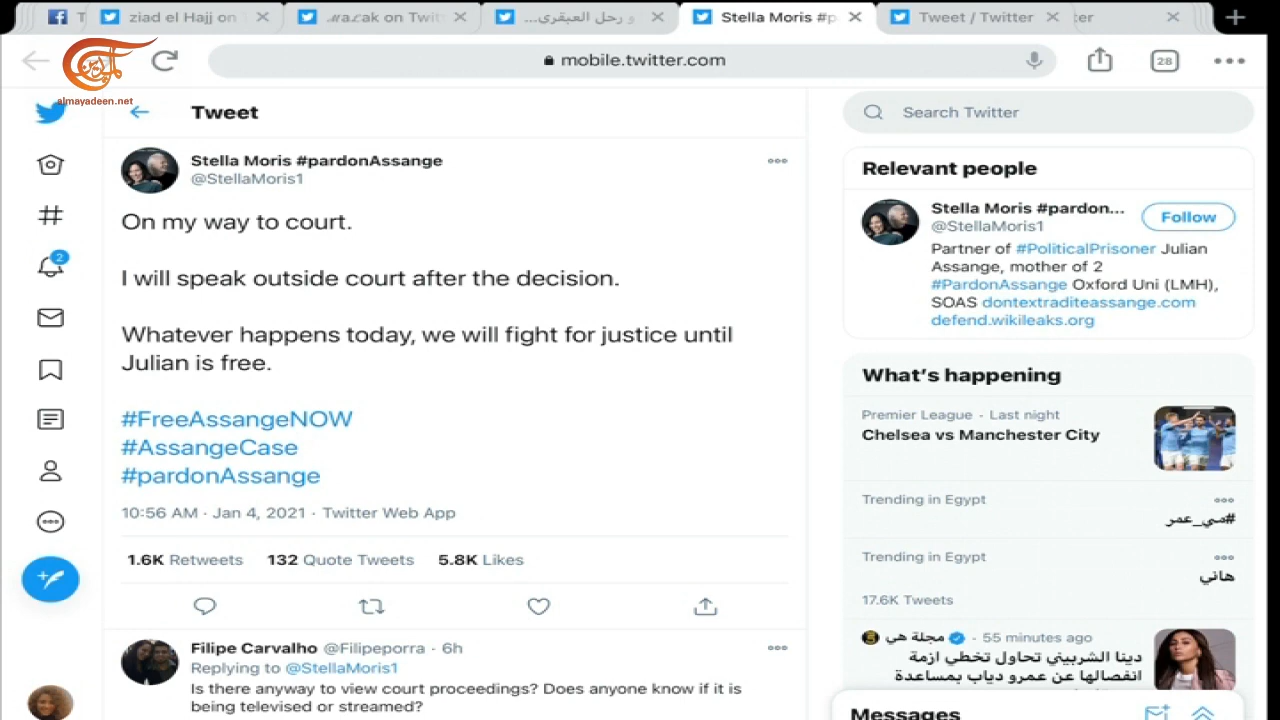 ziad el Hajj on
on Twit
و رحل العبقري...
Stella Moris #p
Tweet / Twitter
almayadeen.net
mobile.twitter.com
28
Tweet
Search Twitter
Stella Moris #pardonAssange
@StellaMoris1
On my way to court.
I will speak outside court after the decision.
Whatever happens today, we will fight for justice until
Julian is free.
#FreeAssangeNOW
#AssangeCase
#pardonAssange
10:56 AM · Jan 4, 2021 · Twitter Web App
1.6K Retweets 132 Quote Tweets 5.8K Likes
Filipe Carvalho @Filipeporra · 6h
Replying to @StellaMoris1
Is there anyway to view court proceedings? Does anyone know if it is
being televised or streamed?
2
Relevant people
Stella Moris #pardon...
@StellaMoris1
Follow
Partner of #PoliticalPrisoner Julian
Assange, mother of 2
#PardonAssange Oxford Uni (LMH),
SOAS dontextraditeassange.com
defend.wikileaks.org
What's happening
Premier League · Last night
Chelsea vs Manchester City
Trending in Egypt
#مي_عمر
Trending in Egypt
هاني
17.6K Tweets
مجلة هي · 55 minutes ago
دينا الشربيني تحاول تخطي ازمة
انفصالها عن عمرو دياب بمساعدة
Messages